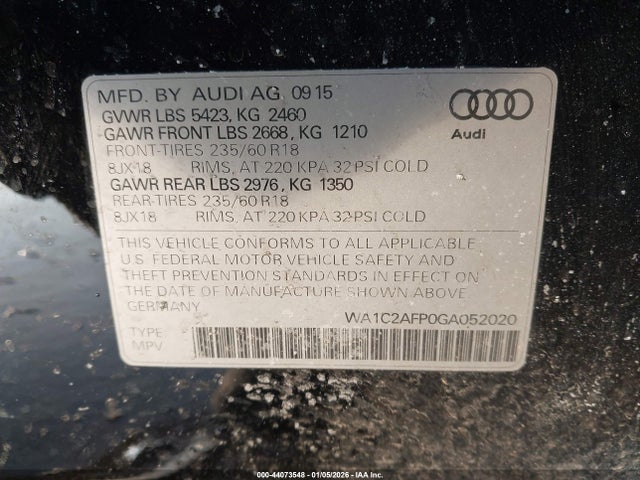 MFD. BY AUDI AG, 09 15
GVWR LBS 5423, KG 2460
GAWR FRONT LBS 2668, KG 1210
FRONT-TIRES 235/60 R18
8JX18 RIMS, AT 220 KPA 32 PSI COLD
GAWR REAR LBS 2976, KG 1350
REAR-TIRES 235/60 R18
8JX18 RIMS, AT 220 KPA 32 PSI COLD
Audi
THIS VEHICLE CONFORMS TO ALL APPLICABLE
U.S. FEDERAL MOTOR VEHICLE SAFETY AND
THEFT PREVENTION STANDARDS IN EFFECT ON
THE DATE OF MANUFACTURE SHOWN ABOVE
GERMANY
WA1C2AFP0GA052020
TYPE
MPV
000-44073548 - 01/05/2026 - IAA Inc.